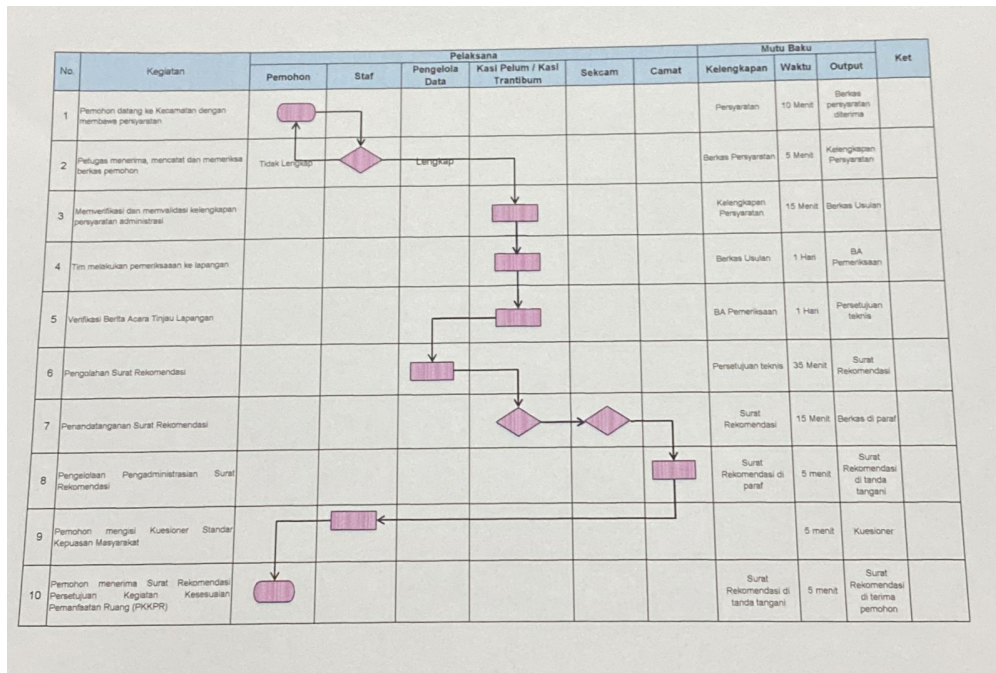 No.
Kegiatan
Pelaksana
Mutu Baku
Ket
Pemohon
Staf
Pengelola
Data
Kasi Pelum / Kasi
Trantibum
Sekcam
Camat
Kelengkapan
Waktu
Output
1
Pemohon datang ke Kecamatan dengan
membawa persyaratan
Persyaratan
10 Menit
Berkas
persyaratan
diterima
2
Petugas menerima, mencatat dan memeriksa
berkas pemohon
Tidak Lengkap
Lengkap
Berkas Persyaratan
5 Menit
Kelengkapan
Persyaratan
3
Memverifikasi dan memvalidasi kelengkapan
persyaratan administrasi
Kelengkapan
Persyaratan
15 Menit
Berkas Usulan
4
Tim melakukan pemeriksaaan ke lapangan
Berkas Usulan
1 Hari
BA
Pemeriksaan
5
Verifikasi Berita Acara Tinjau Lapangan
BA Pemeriksaan
1 Hari
Persetujuan
teknis
6
Pengolahan Surat Rekomendasi
Persetujuan teknis
35 Menit
Surat
Rekomendasi
7
Penandatanganan Surat Rekomendasi
Surat
Rekomendasi
15 Menit
Berkas di paraf
8
Pengelolaan Pengadministrasian Surat
Rekomendasi
Surat
Rekomendasi di
paraf
5 menit
Surat
Rekomendasi
di tanda
tangani
9
Pemohon mengisi Kuesioner Standar
Kepuasan Masyarakat
5 menit
Kuesioner
10
Pemohon menerima Surat Rekomendasi
Persetujuan Kegiatan Kesesuaian
Pemanfaatan Ruang (PKKPR)
Surat
Rekomendasi di
tanda tangani
5 menit
Surat
Rekomendasi
di terima
pemohon